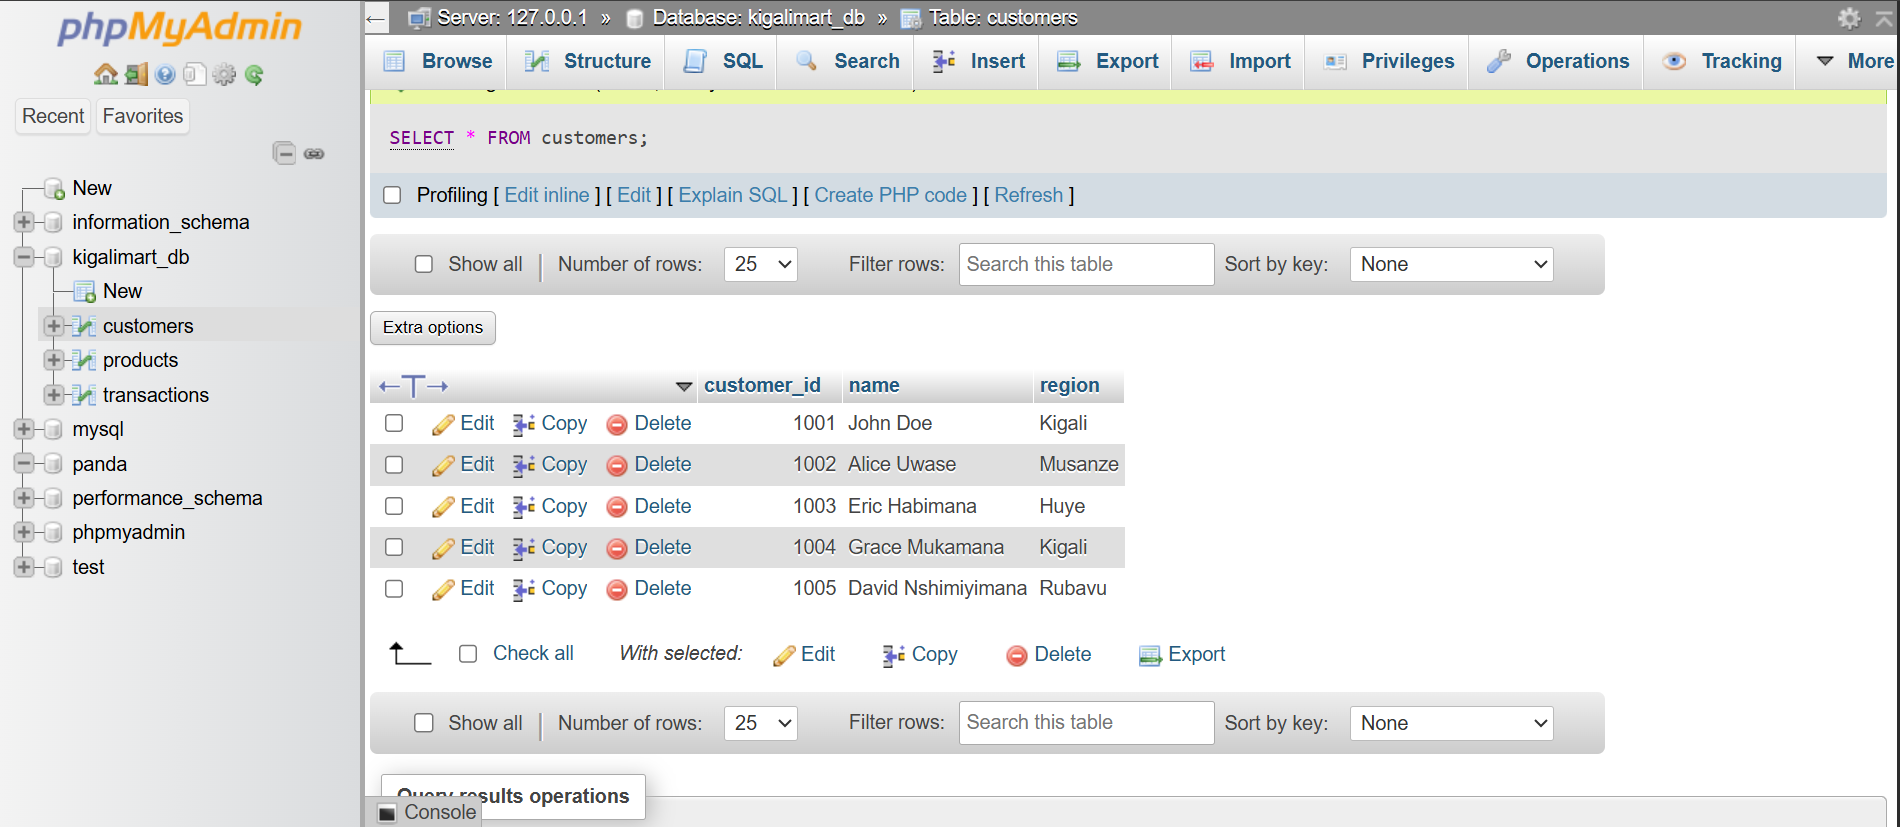 phpMyAdmin
Recent
Favorites
New
information_schema
kigalimart_db
New
customers
products
transactions
mysql
panda
performance_schema
phpmyadmin
test
Server: 127.0.0.1 » Database: kigalimart_db » Table: customers
Browse Structure SQL Search Insert Export Import Privileges Operations Tracking More
SELECT * FROM customers;
Profiling [ Edit inline ] [ Edit ] [ Explain SQL ] [ Create PHP code ] [ Refresh ]
Show all Number of rows: 25 Filter rows: Search this table Sort by key: None
Extra options
customer_id name region
Edit Copy Delete 1001 John Doe Kigali
Edit Copy Delete 1002 Alice Uwase Musanze
Edit Copy Delete 1003 Eric Habimana Huye
Edit Copy Delete 1004 Grace Mukamana Kigali
Edit Copy Delete 1005 David Nshimiyimana Rubavu
Check all With selected: Edit Copy Delete Export
Show all Number of rows: 25 Filter rows: Search this table Sort by key: None
Query results operations
Console